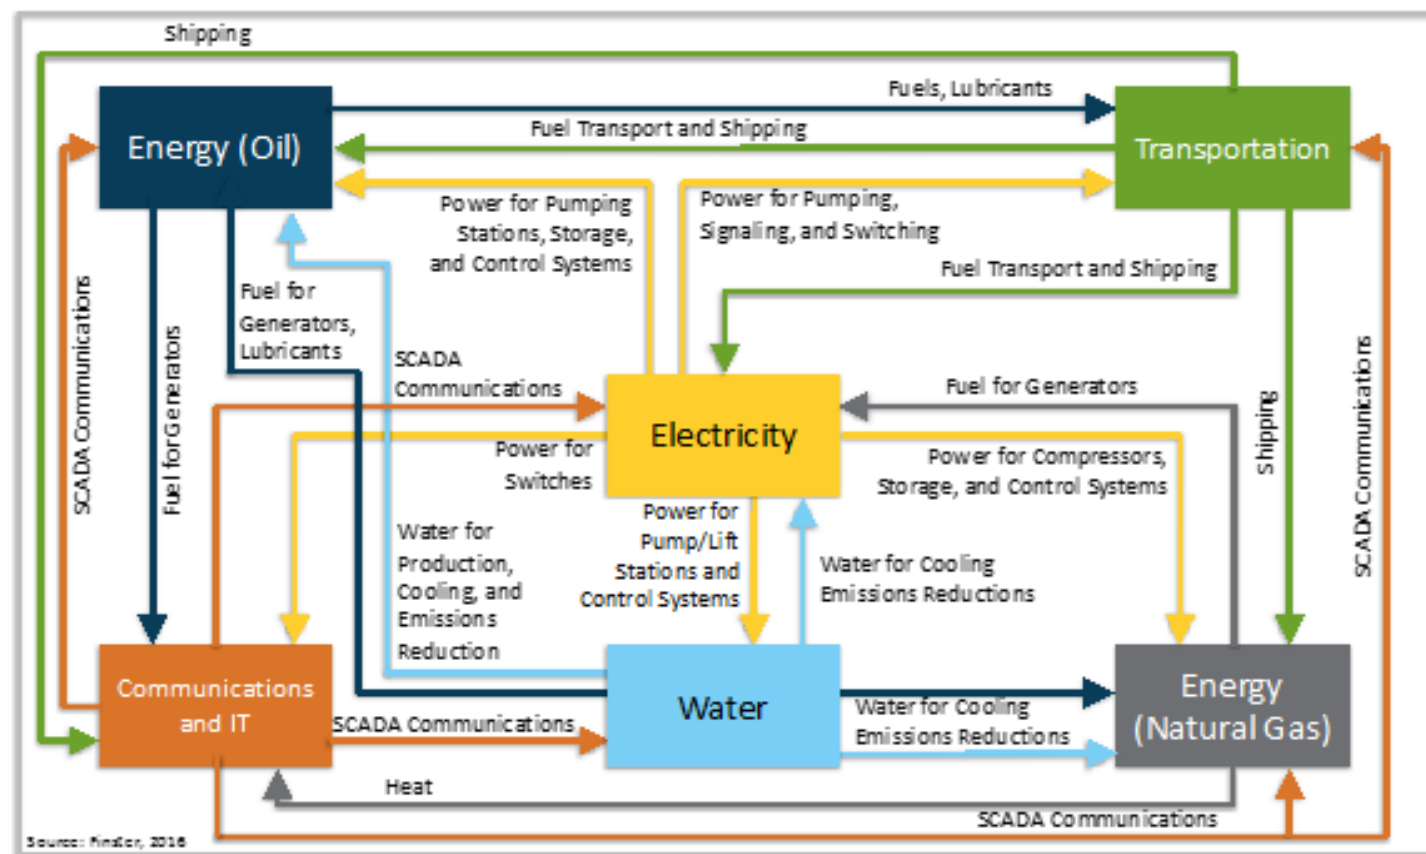 Shipping
Energy (Oil)
Fuels, Lubricants
Fuel Transport and Shipping
Transportation
Power for Pumping
Stations, Storage,
and Control Systems
Power for Pumping,
Signaling, and Switching
Fuel Transport and Shipping
SCADA Communications
Fuel for Generators
Fuel for
Generators,
Lubricants
SCADA
Communications
Electricity
Fuel for Generators
Shipping
SCADA Communications
Power for
Switches
Power for Compressors,
Storage, and Control Systems
Water for
Production,
Cooling, and
Emissions
Reduction
Power for
Pump/Lift
Stations and
Control Systems
Water for Cooling
Emissions Reductions
Communications
and IT
SCADA Communications
Water
Water for Cooling
Emissions Reductions
Energy
(Natural Gas)
Heat
SCADA Communications
Source: Finster, 2016